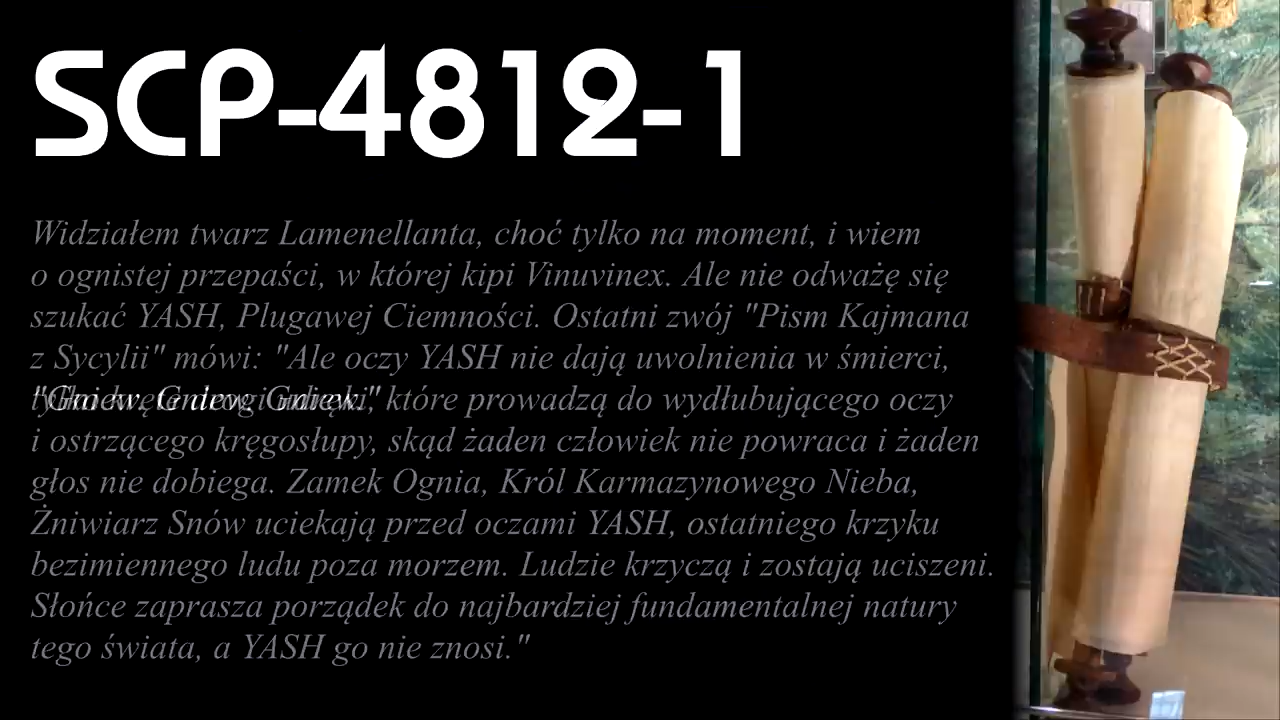 SCP-4812-1
Widziałem twarz Lamenellanta, choć tylko na moment, i wiem
o ognistej przepaści, w której kipi Vinuvinex. Ale nie odważę się
szukać YASH, Plugawej Ciemności. Ostatni zwój "Pism Kajmana
z Sycylii" mówi: "Ale oczy YASH nie dają uwolnienia w śmierci,
które prowadzą do wydłubującego oczy
i ostrzącego kręgosłupy, skąd żaden człowiek nie powraca i żaden
głos nie dobiega. Zamek Ognia, Król Karmazynowego Nieba,
Żniwiarz Snów uciekają przed oczami YASH, ostatniego krzyku
bezimiennego ludu poza morzem. Ludzie krzyczą i zostają uciszeni.
Słońce zaprasza porządek do najbardziej fundamentalnej natury
tego świata, a YASH go nie znosi."